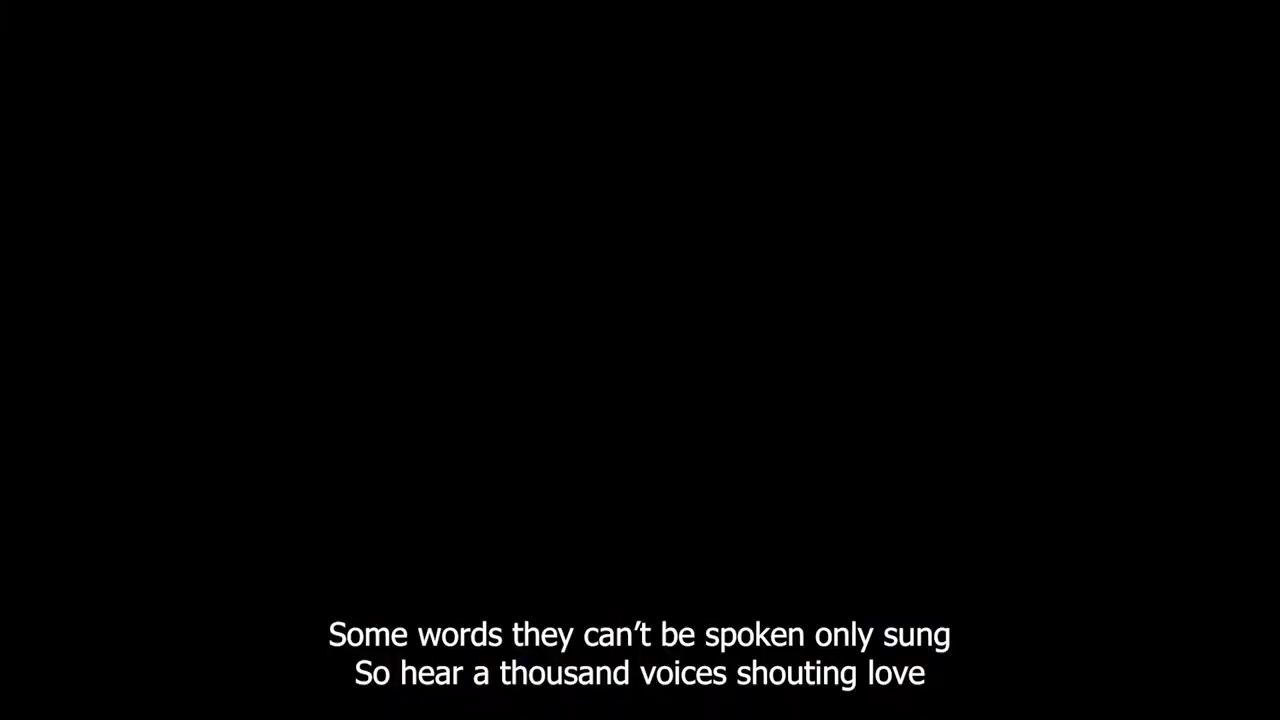 Some words they can’t be spoken only sung
So hear a thousand voices shouting love